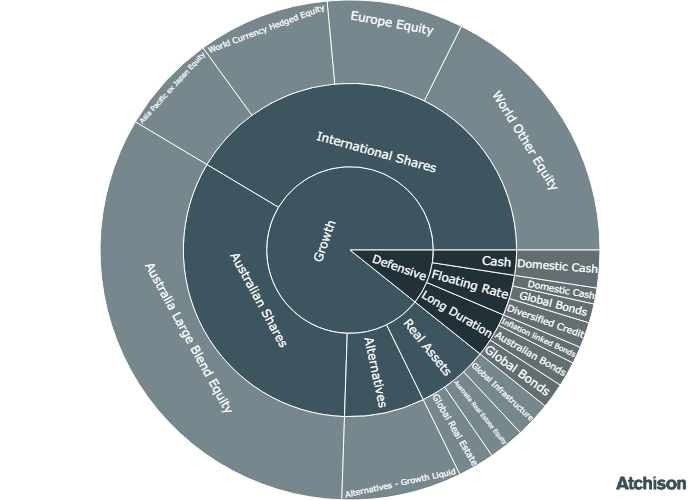 Growth
International Shares
World Other Equity
Europe Equity
World Currency Hedged Equity
Asia Pacific ex Japan Equity
Australian Shares
Australia Large Blend Equity
Alternatives
Alternatives - Growth Liquid
Real Assets
Global Real Estate
Australia Real Estate Equity
Global Infrastructure
Defensive
Cash
Domestic Cash
Floating Rate
Domestic Cash
Global Bonds
Diversified Credit
Long Duration
Inflation linked Bonds
Australian Bonds
Global Bonds
Atchison